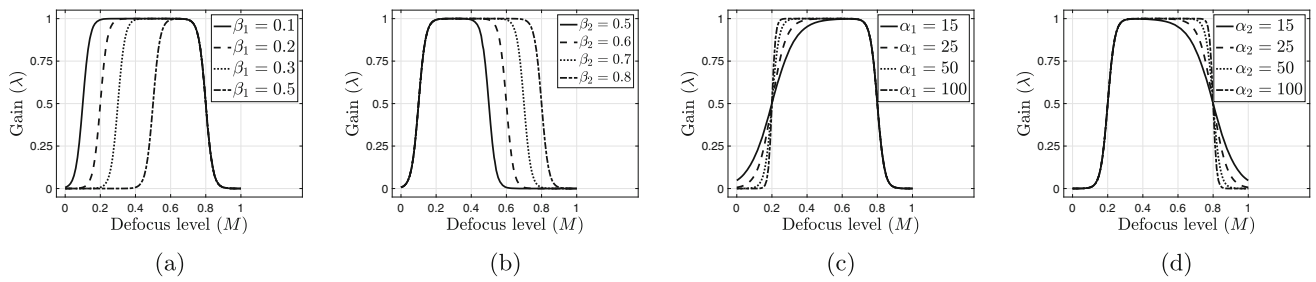 1
0.75
0.5
0.25
0
Gain (λ)
0 0.2 0.4 0.6 0.8 1
Defocus level (M)
β₁ = 0.1
β₁ = 0.2
β₁ = 0.3
β₁ = 0.5
(a)
1
0.75
0.5
0.25
0
Gain (λ)
0 0.2 0.4 0.6 0.8 1
Defocus level (M)
β₂ = 0.5
β₂ = 0.6
β₂ = 0.7
β₂ = 0.8
(b)
1
0.75
0.5
0.25
0
Gain (λ)
0 0.2 0.4 0.6 0.8 1
Defocus level (M)
α₁ = 15
α₁ = 25
α₁ = 50
α₁ = 100
(c)
1
0.75
0.5
0.25
0
Gain (λ)
0 0.2 0.4 0.6 0.8 1
Defocus level (M)
α₂ = 15
α₂ = 25
α₂ = 50
α₂ = 100
(d)